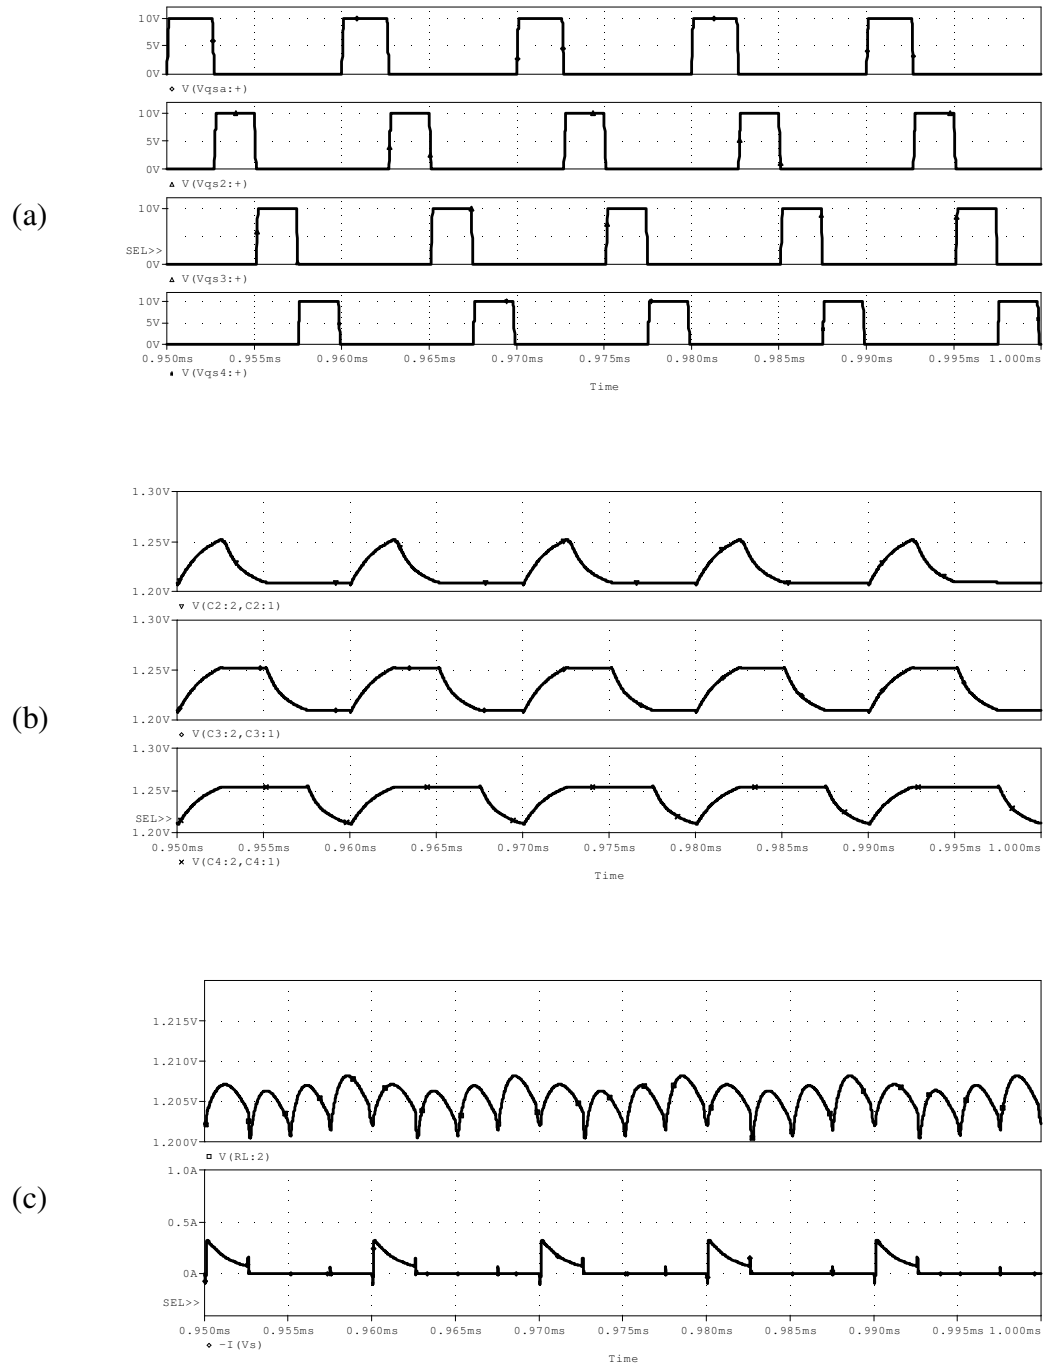 (a)
10V
5V
0V
V(Vqsa:+)
10V
5V
0V
V(Vqs2:+)
10V
SEL>>
0V
V(Vqs3:+)
10V
5V
0V
0.950ms 0.955ms 0.960ms 0.965ms 0.970ms 0.975ms 0.980ms 0.985ms 0.990ms 0.995ms 1.000ms
V(Vqs4:+)
Time
(b)
1.30V
1.25V
1.20V
V(C2:2,C2:1)
1.30V
1.25V
1.20V
V(C3:2,C3:1)
1.30V
1.25V
SEL>>
1.20V
0.950ms 0.955ms 0.960ms 0.965ms 0.970ms 0.975ms 0.980ms 0.985ms 0.990ms 0.995ms 1.000ms
V(C4:2,C4:1)
Time
(c)
1.215V
1.210V
1.205V
1.200V
V(RL:2)
1.0A
0.5A
0A
SEL>>
0.950ms 0.955ms 0.960ms 0.965ms 0.970ms 0.975ms 0.980ms 0.985ms 0.990ms 0.995ms 1.000ms
-I(Vs)
Time